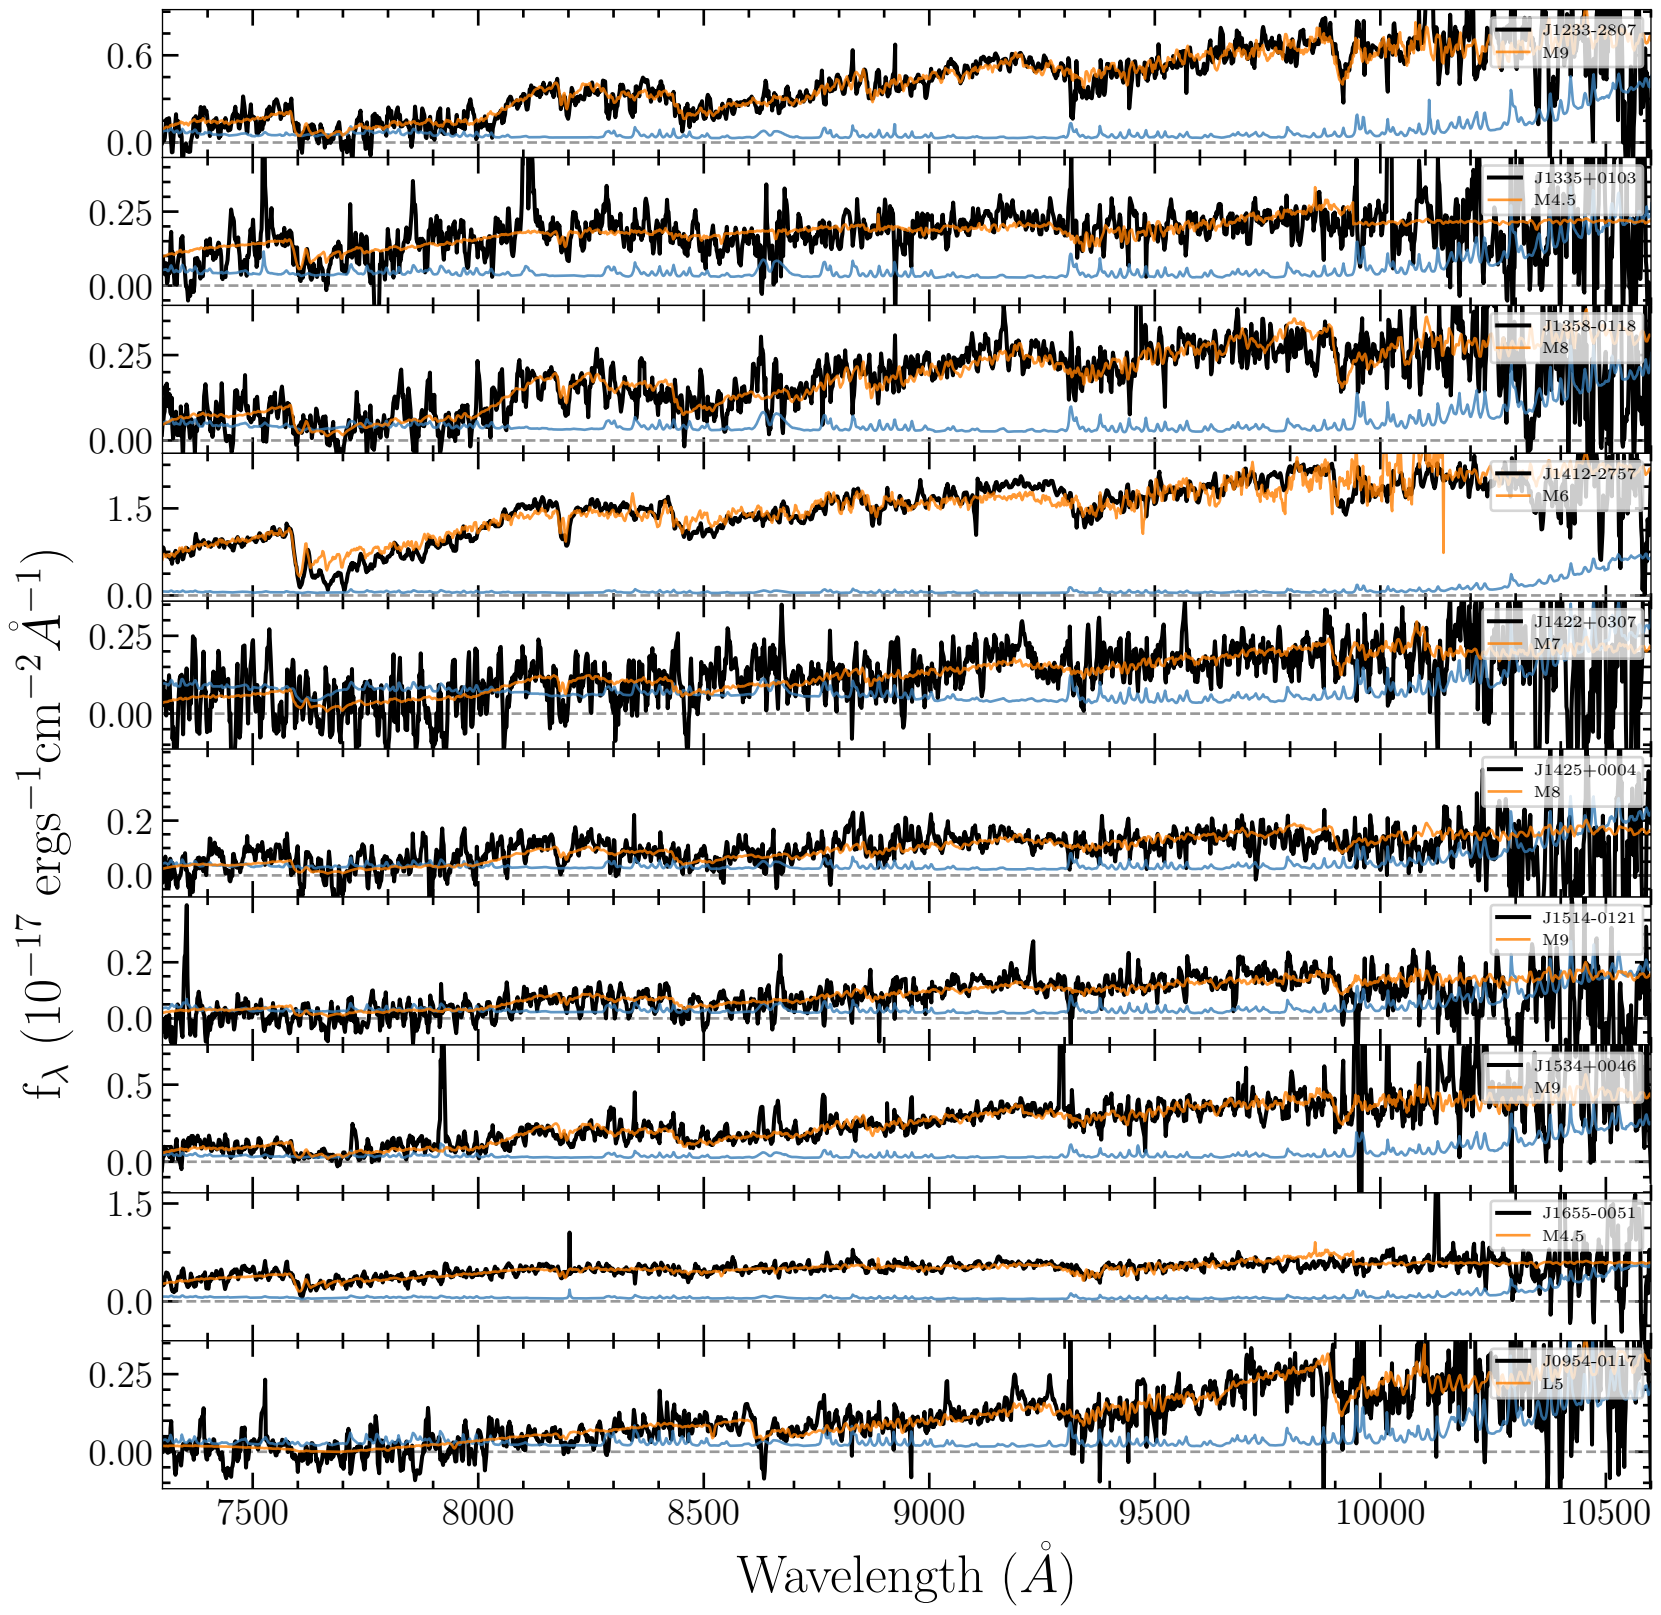 0.6
0.0
J1233-2807
M9
0.25
0.00
J1335+0103
M4.5
0.25
0.00
J1358-0118
M8
1.5
0.0
J1412-2757
M6
0.25
0.00
J1422+0307
M7
0.2
0.0
J1425+0004
M8
0.2
0.0
J1514-0121
M9
0.5
0.0
J1534+0046
M9
1.5
0.0
J1655-0051
M4.5
0.25
0.00
J0954-0117
L5
7500 8000 8500 9000 9500 10000 10500
Wavelength (Å)
fλ (10⁻¹⁷ ergs⁻¹cm⁻² Å⁻¹)